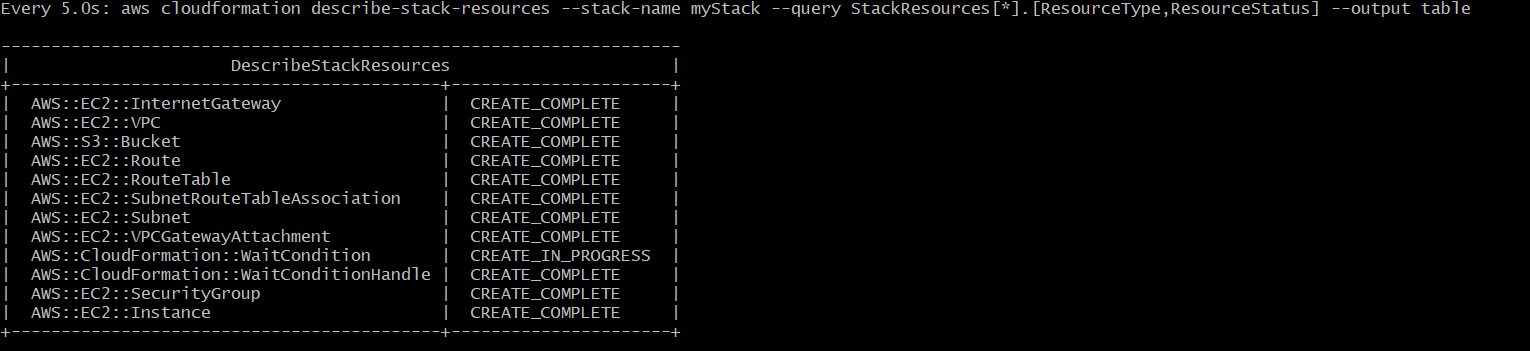 Every 5.0s: aws cloudformation describe-stack-resources --stack-name myStack --query StackResources[*].[ResourceType,ResourceStatus] --output table

--------------------------------------------------------------------
|                      DescribeStackResources                      |
+-------------------------------------------+----------------------+
|  AWS::EC2::InternetGateway                |  CREATE_COMPLETE     |
|  AWS::EC2::VPC                            |  CREATE_COMPLETE     |
|  AWS::S3::Bucket                          |  CREATE_COMPLETE     |
|  AWS::EC2::Route                          |  CREATE_COMPLETE     |
|  AWS::EC2::RouteTable                     |  CREATE_COMPLETE     |
|  AWS::EC2::SubnetRouteTableAssociation    |  CREATE_COMPLETE     |
|  AWS::EC2::Subnet                         |  CREATE_COMPLETE     |
|  AWS::EC2::VPCGatewayAttachment           |  CREATE_COMPLETE     |
|  AWS::CloudFormation::WaitCondition       |  CREATE_IN_PROGRESS  |
|  AWS::CloudFormation::WaitConditionHandle |  CREATE_COMPLETE     |
|  AWS::EC2::SecurityGroup                  |  CREATE_COMPLETE     |
|  AWS::EC2::Instance                       |  CREATE_COMPLETE     |
+-------------------------------------------+----------------------+